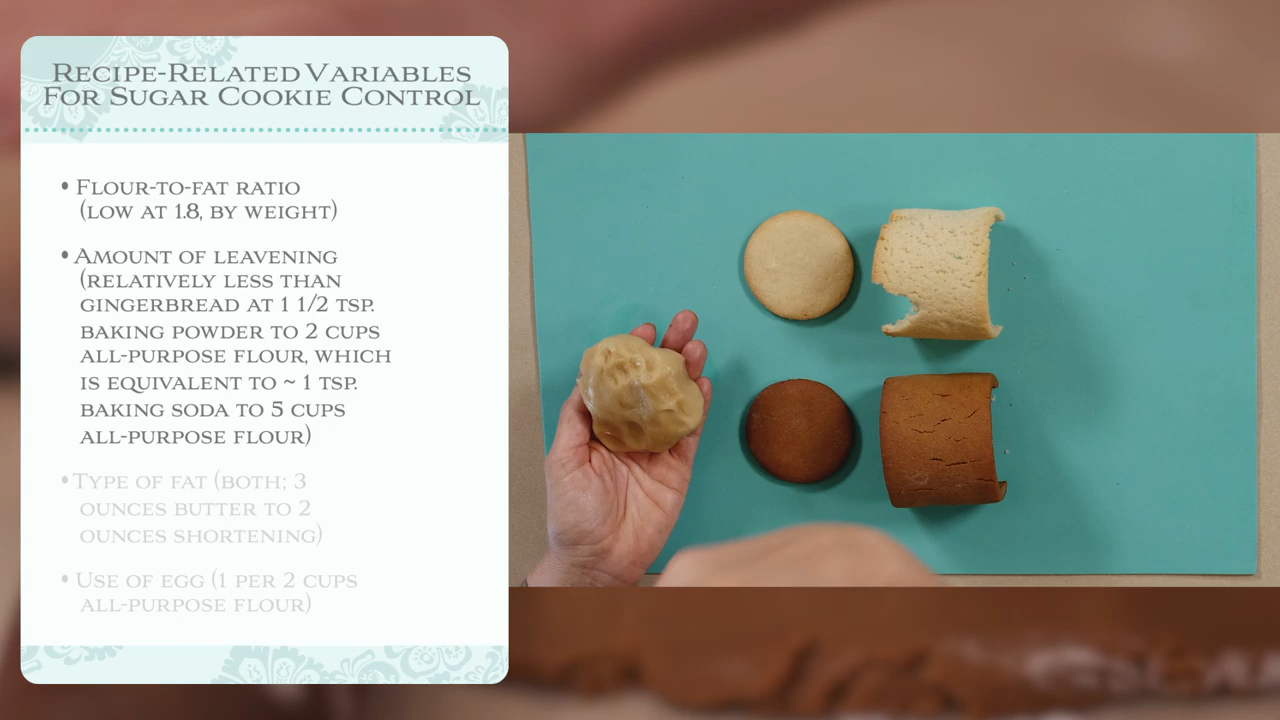 Recipe-Related Variables
For Sugar Cookie Control
• Flour-to-fat ratio
(low at 1.8, by weight)
• Amount of leavening
(relatively less than
gingerbread at 1 1/2 tsp.
baking powder to 2 cups
all-purpose flour, which
is equivalent to ~ 1 tsp.
baking soda to 5 cups
all-purpose flour)
• Type of fat (both; 3
ounces butter to 2
ounces shortening)
• Use of egg (1 per 2 cups
all-purpose flour)